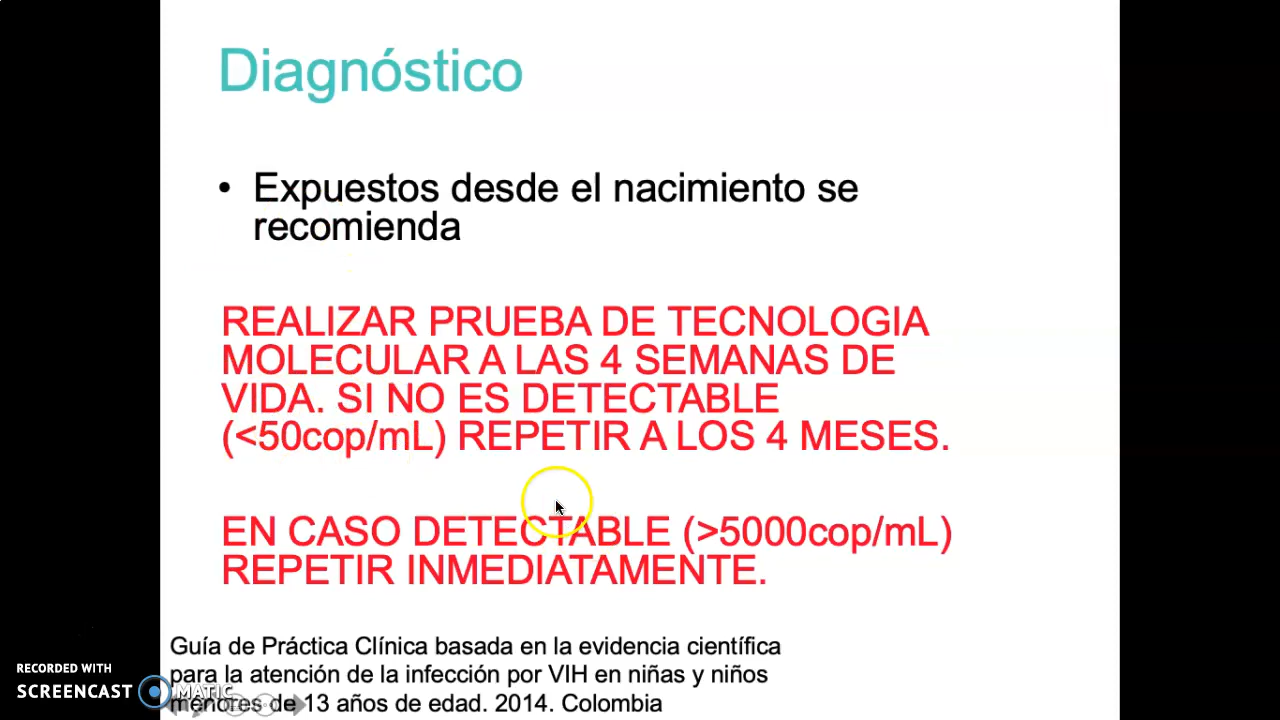 Diagnóstico
• Expuestos desde el nacimiento se
recomienda
REALIZAR PRUEBA DE TECNOLOGIA
MOLECULAR A LAS 4 SEMANAS DE
VIDA. SI NO ES DETECTABLE
(<50cop/mL) REPETIR A LOS 4 MESES.
EN CASO DETECTABLE (>5000cop/mL)
REPETIR INMEDIATAMENTE.
Guía de Práctica Clínica basada en la evidencia científica
para la atención de la infección por VIH en niñas y niños
menores de 13 años de edad. 2014. Colombia
RECORDED WITH
SCREENCAST MATIC